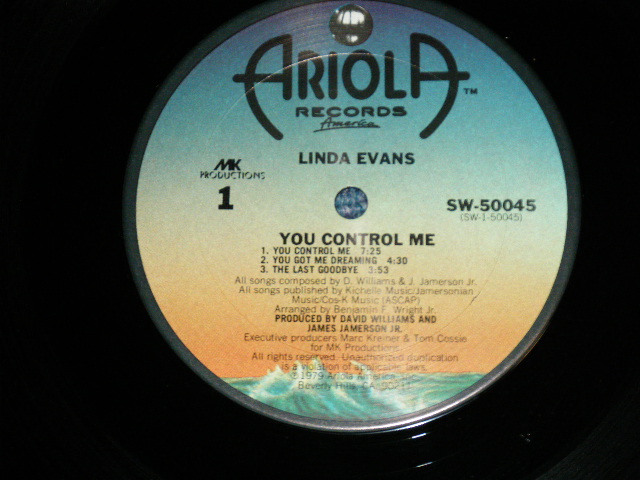 ARIOLA™
RECORDS
America
LINDA EVANS
MK
PRODUCTIONS
1
SW-50045
(SW-1-50045)
YOU CONTROL ME
1. YOU CONTROL ME 7:25
2. YOU GOT ME DREAMING 4:30
3. THE LAST GOODBYE 3:53
All songs composed by D. Williams & J. Jamerson Jr.
All songs published by Kichelle Music/Jamersonian
Music/Cos-K Music (ASCAP)
Arranged by Benjamin F. Wright Jr.
PRODUCED BY DAVID WILLIAMS AND
JAMES JAMERSON JR.
Executive producers Marc Kreiner & Tom Cossie
for MK Productions
All rights reserved. Unauthorized duplication
is a violation of applicable laws.
©1979 Ariola America
Beverly Hills, CA.